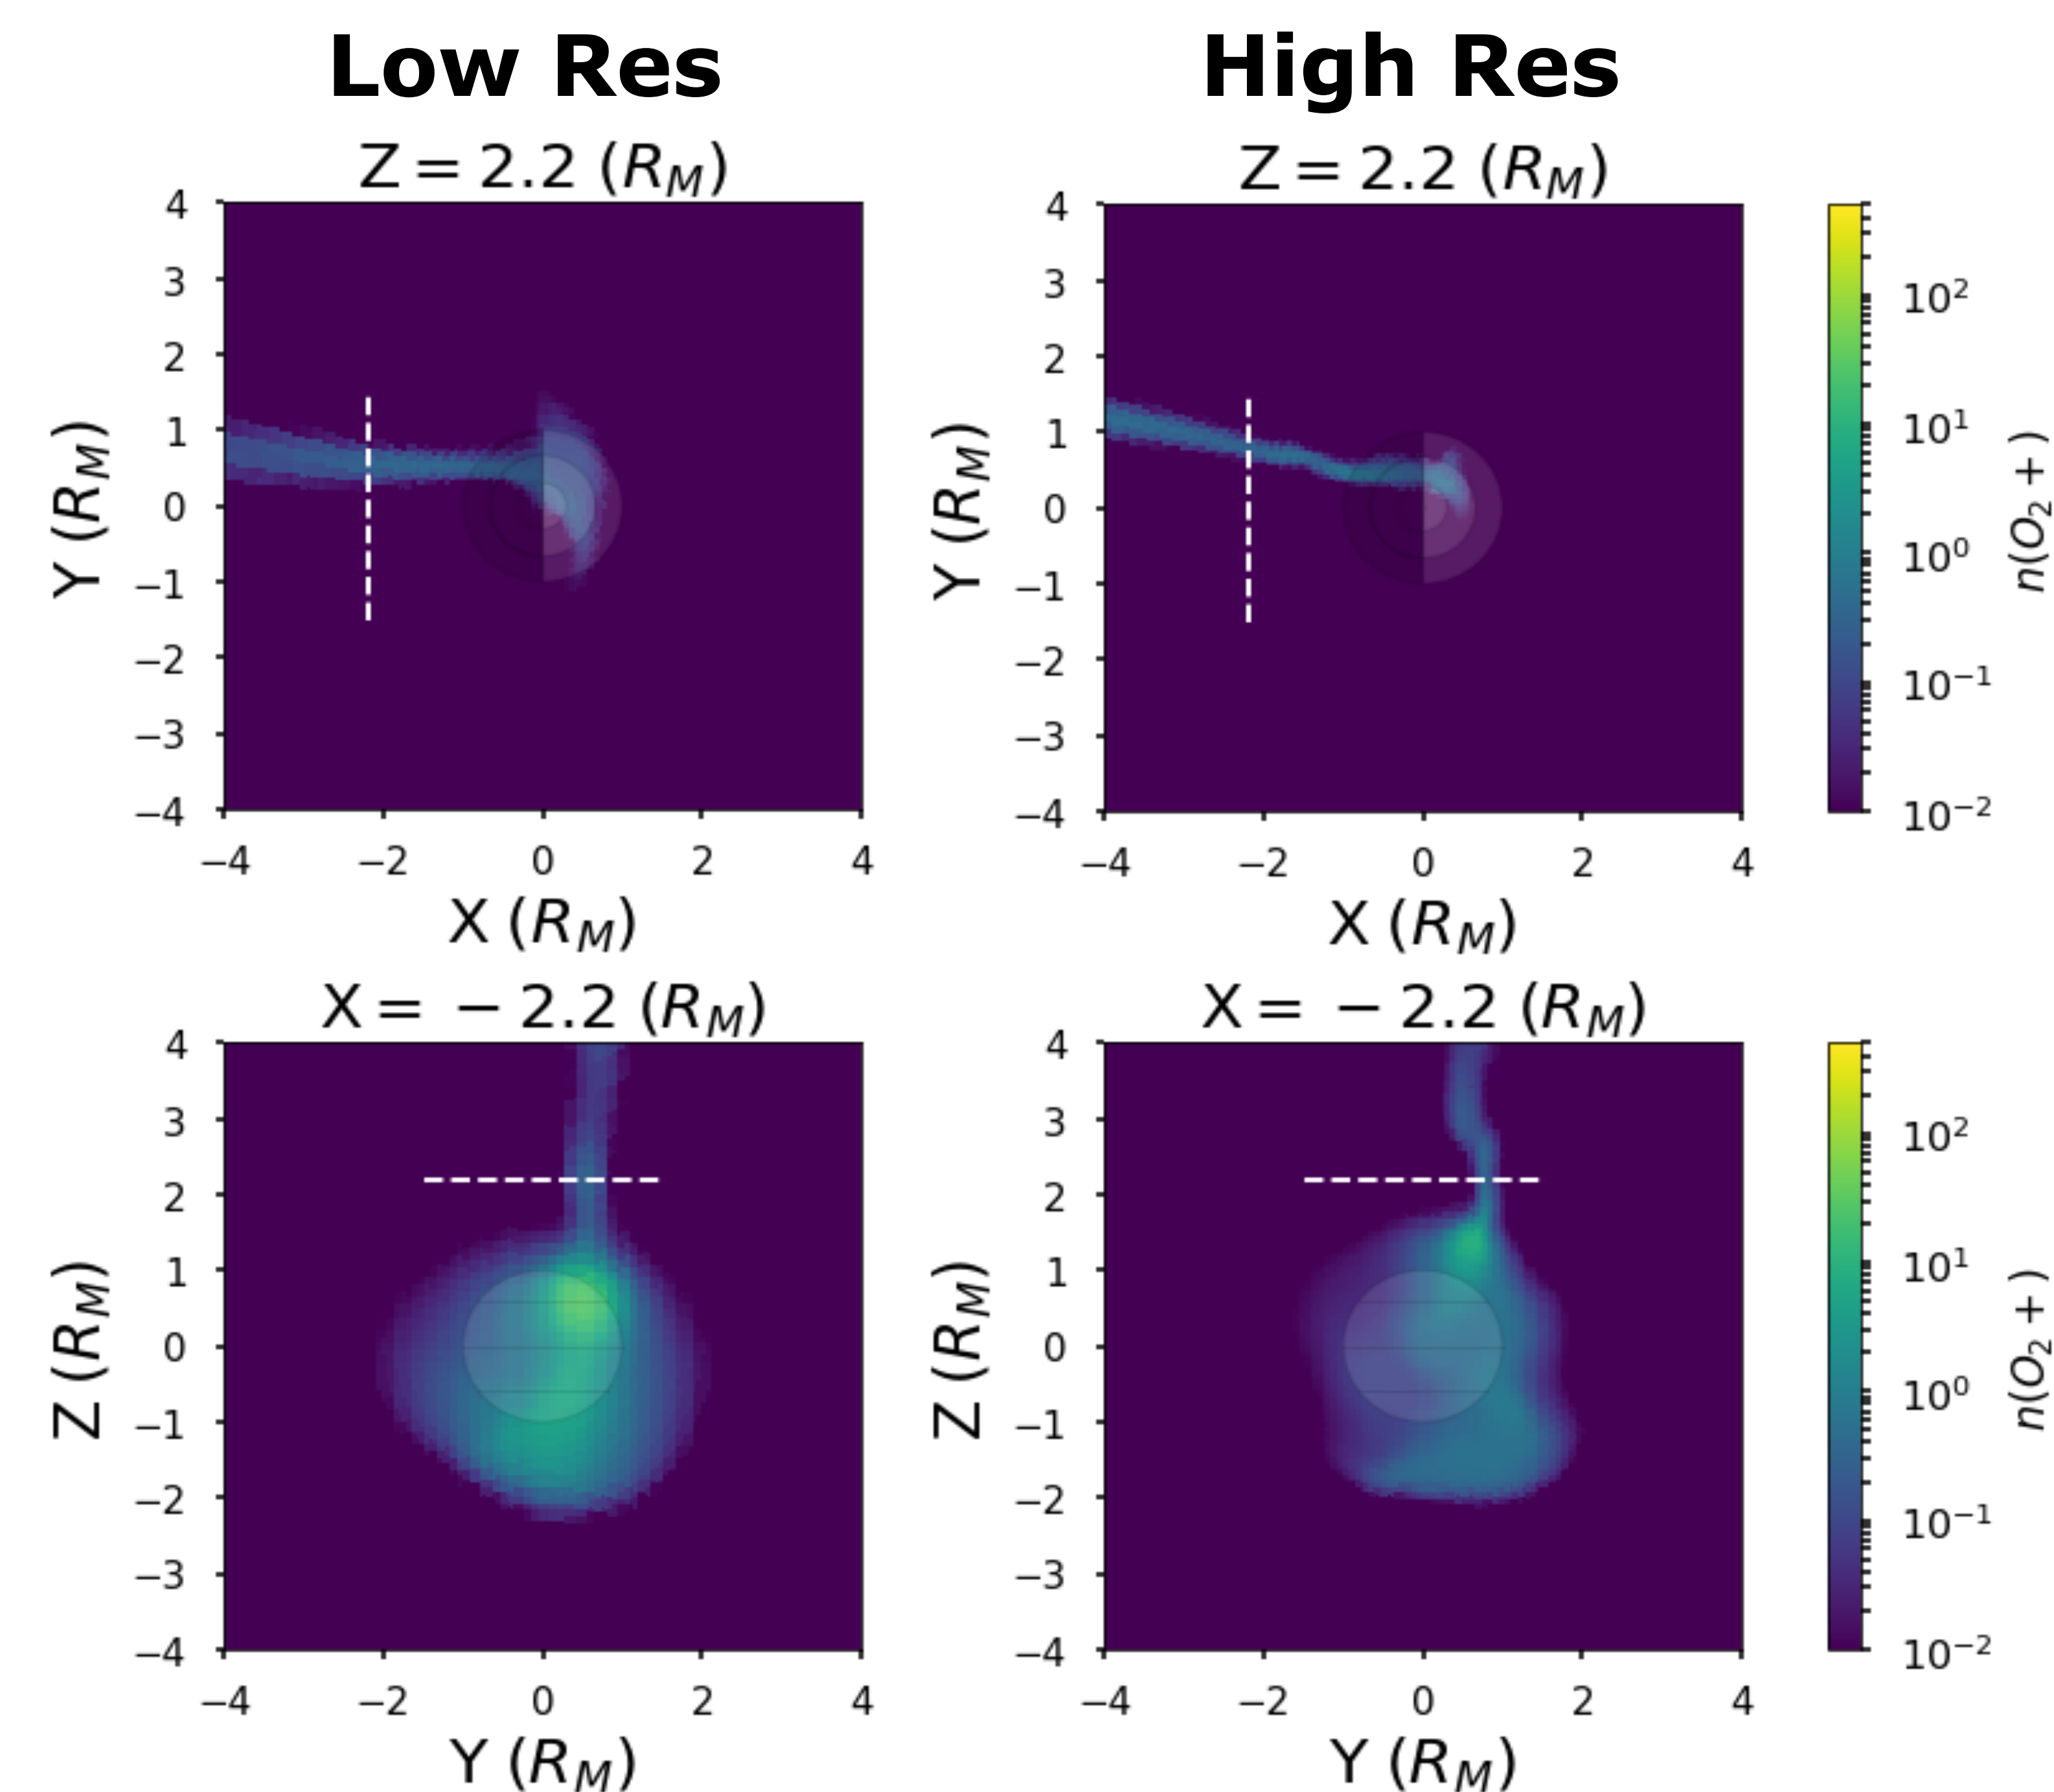 Low Res
High Res
Z = 2.2 (R_M)
Z = 2.2 (R_M)
4
3
2
1
0
−1
−2
−3
−4
Y (R_M)
−4 −2 0 2 4
X (R_M)
4
3
2
1
0
−1
−2
−3
−4
Y (R_M)
−4 −2 0 2 4
X (R_M)
10²
10¹
10⁰
10⁻¹
10⁻²
n(O₂ +)
X = − 2.2 (R_M)
X = − 2.2 (R_M)
4
3
2
1
0
−1
−2
−3
−4
Z (R_M)
−4 −2 0 2 4
Y (R_M)
4
3
2
1
0
−1
−2
−3
−4
Z (R_M)
−4 −2 0 2 4
Y (R_M)
10²
10¹
10⁰
10⁻¹
10⁻²
n(O₂ +)